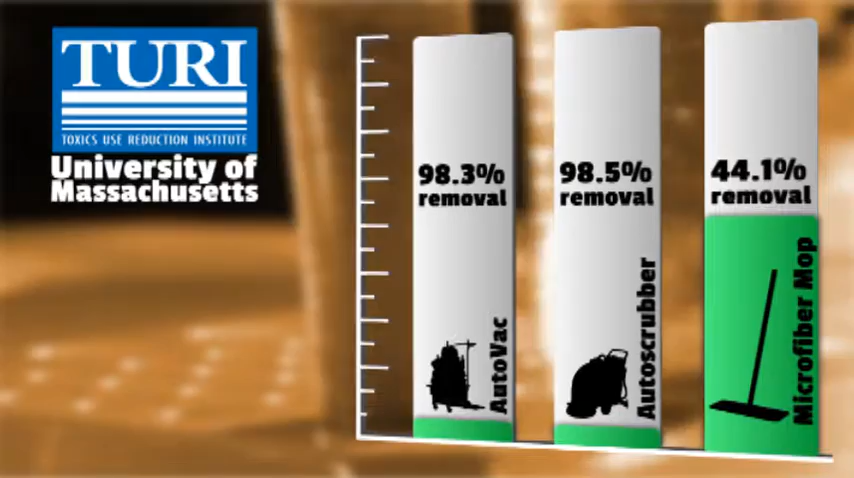 TURI
TOXICS USE REDUCTION INSTITUTE
University of
Massachusetts
98.3%
removal
AutoVac
98.5%
removal
Autoscrubber
44.1%
removal
Microfiber Mop